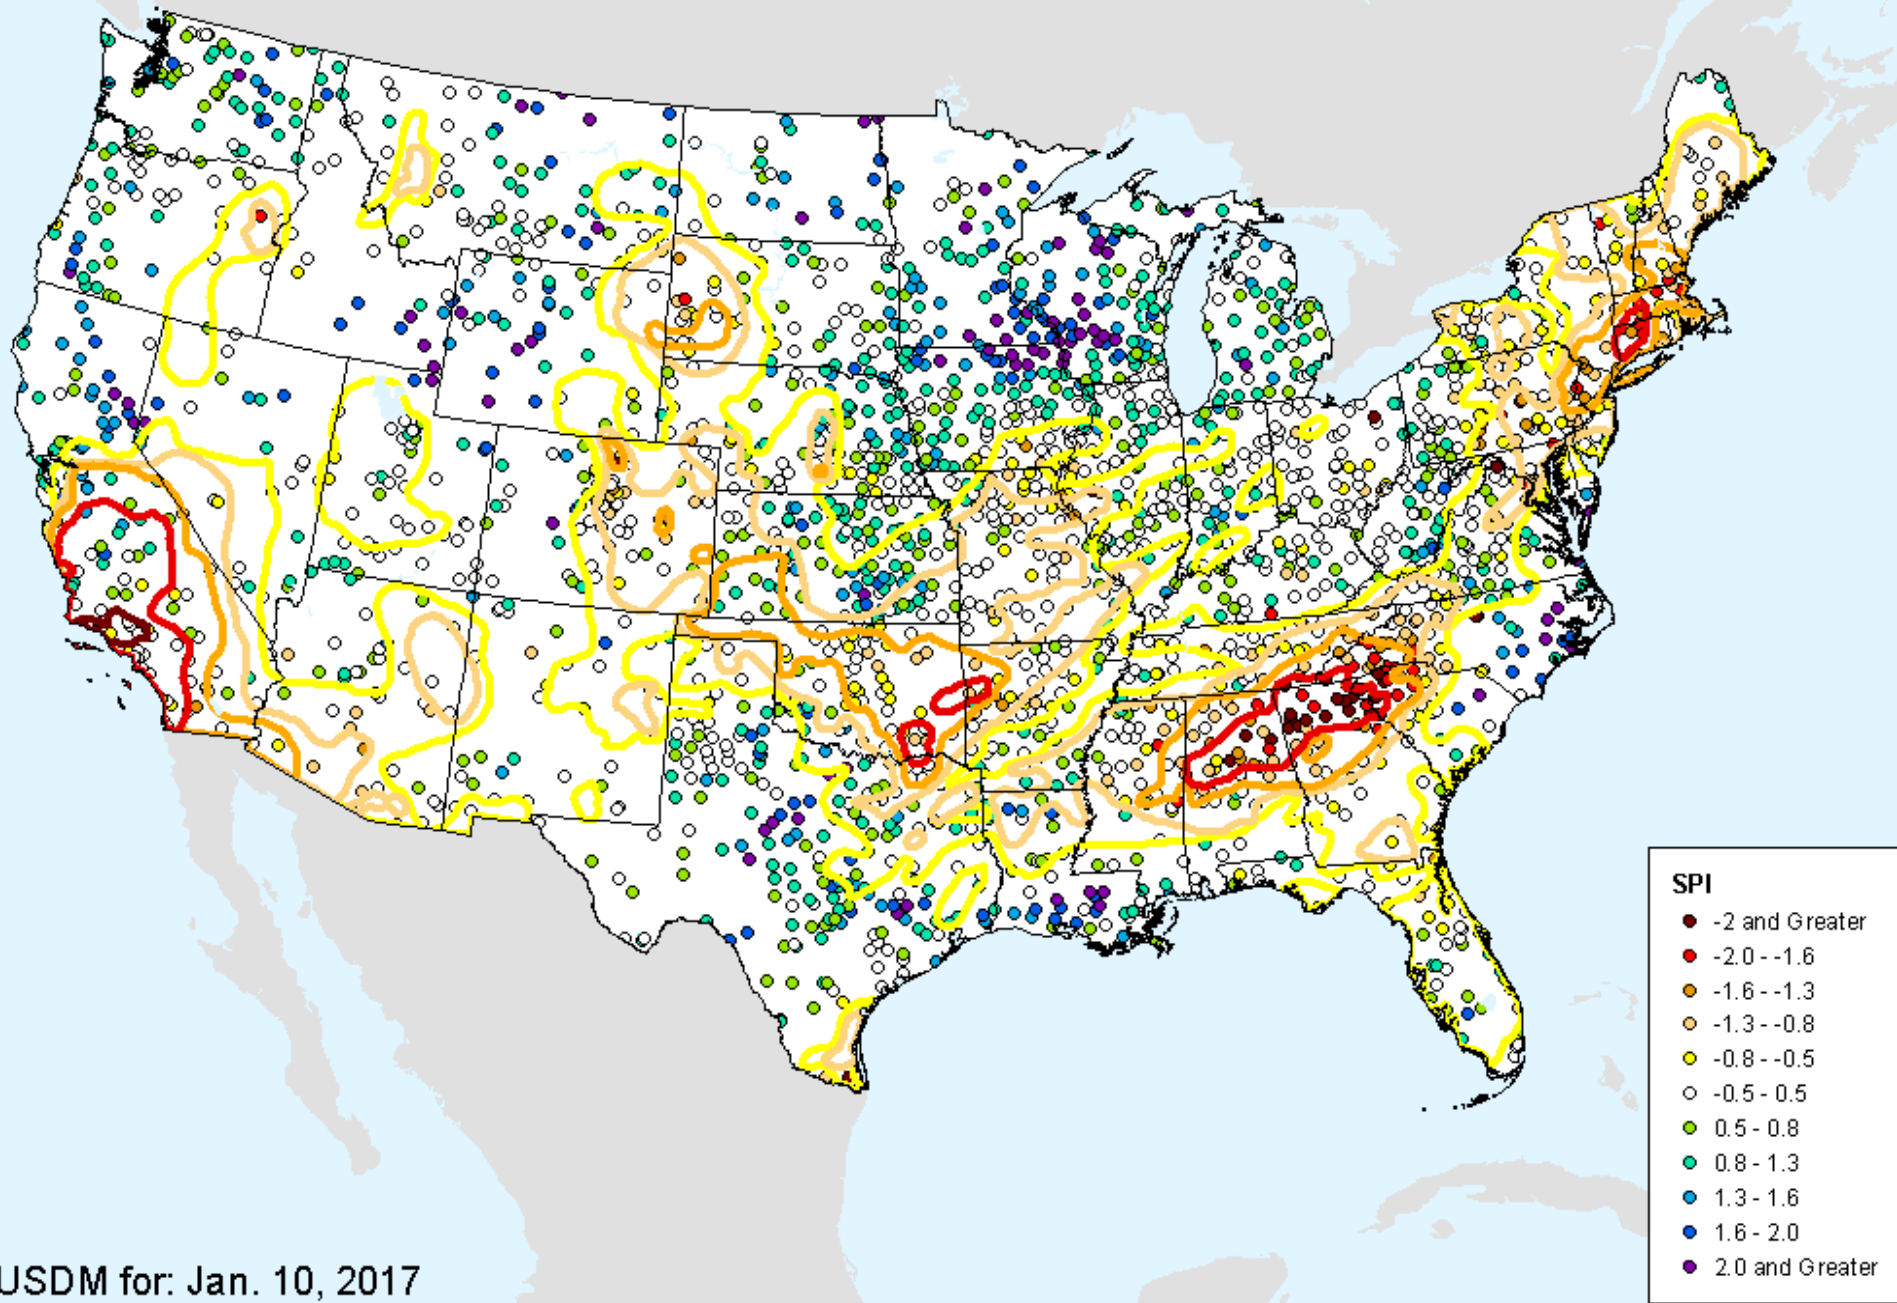 SPI
-2 and Greater
-2.0 - -1.6
-1.6 - -1.3
-1.3 - -0.8
-0.8 - -0.5
-0.5 - 0.5
0.5 - 0.8
0.8 - 1.3
1.3 - 1.6
1.6 - 2.0
2.0 and Greater
USDM for: Jan. 10, 2017